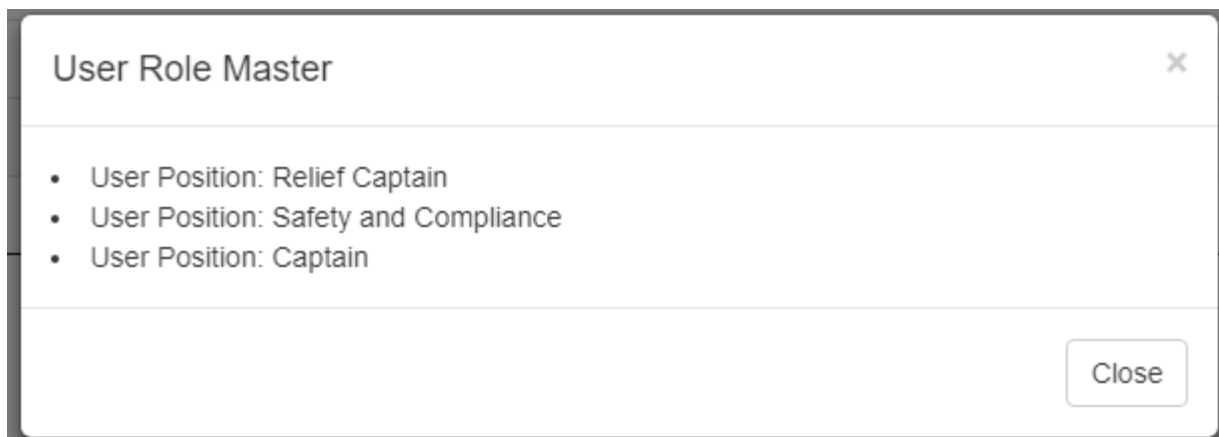 User Role Master
×
• User Position: Relief Captain
• User Position: Safety and Compliance
• User Position: Captain
Close